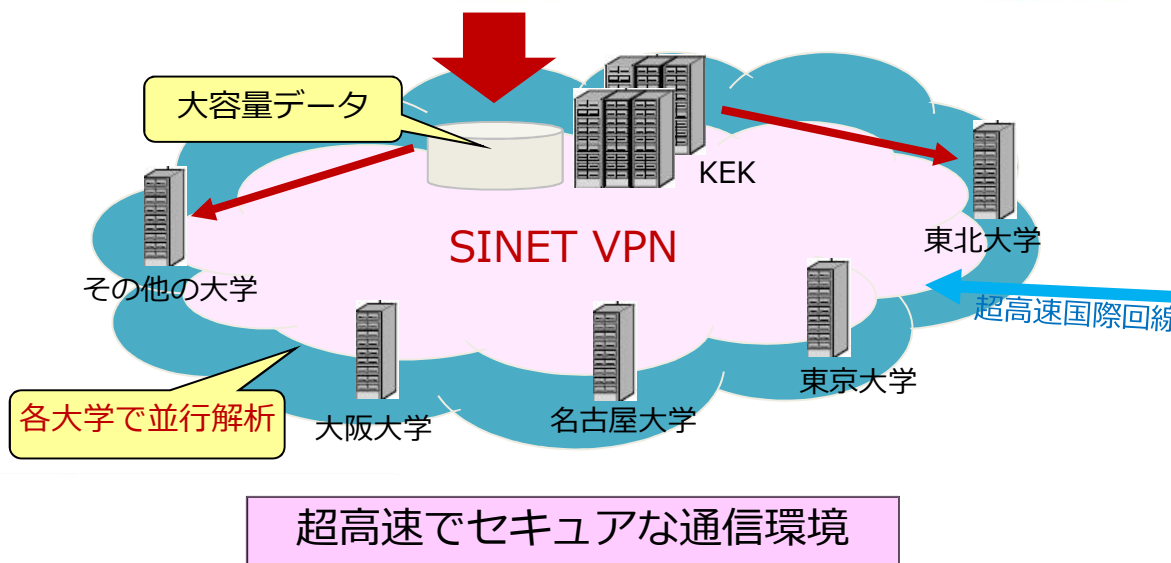 大容量データ
KEK
SINET VPN
東北大学
その他の大学
超高速国際回線
東京大学
各大学で並行解析
大阪大学
名古屋大学
超高速でセキュアな通信環境